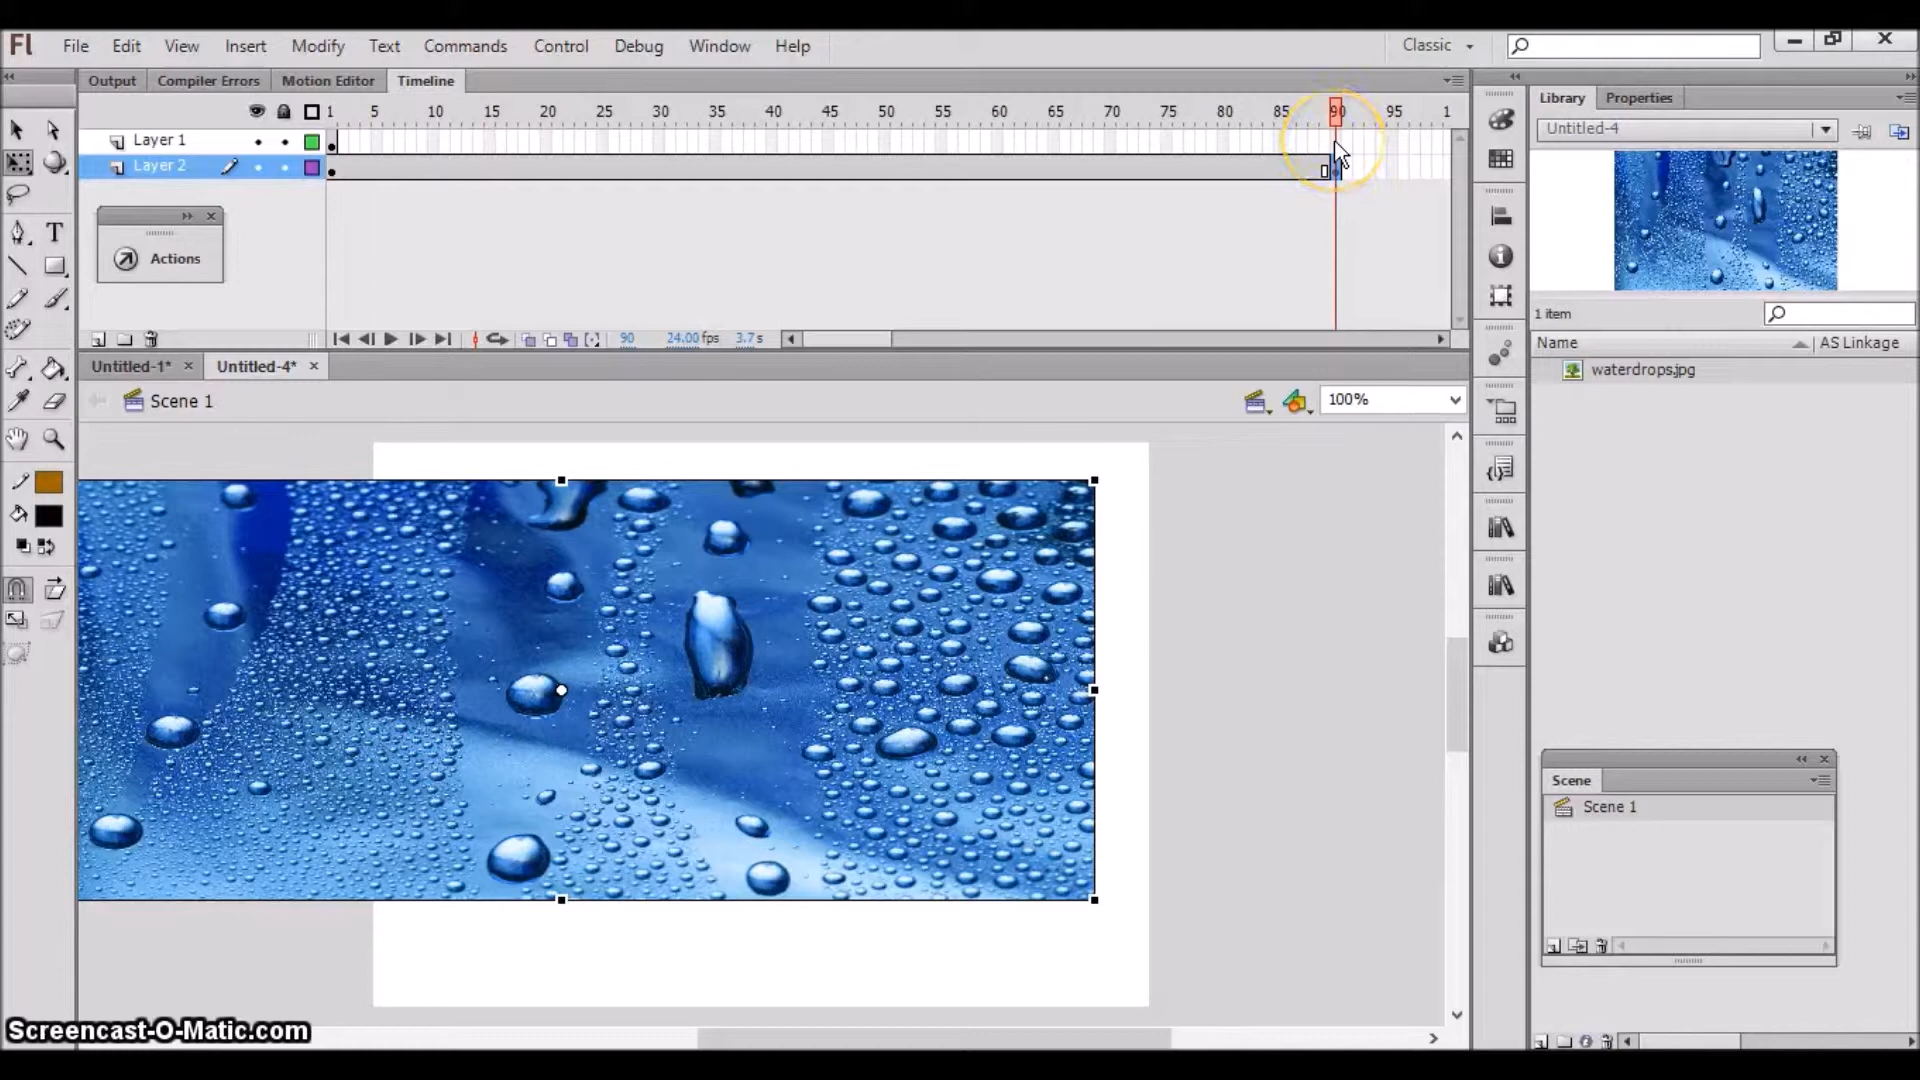 Fl File Edit View Insert Modify Text Commands Control Debug Window Help Classic
Output Compiler Errors Motion Editor Timeline
1 5 10 15 20 25 30 35 40 45 50 55 60 65 70 75 80 85 90 95 1
Layer 1
Layer 2
Actions
90 24.00 fps 3.7 s
Untitled-1* Untitled-4*
Scene 1
100%
Library Properties
Untitled-4
1 item
Name AS Linkage
waterdrops.jpg
Scene
Scene 1
Screencast-O-Matic.com